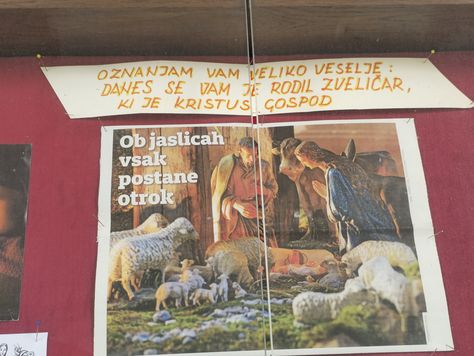 OZNANJAM VAM VELIKO VESELJE:
DANES SE VAM JE RODIL ZVELIČAR,
KI JE KRISTUS GOSPOD
Ob jaslicah
vsak
postane
otrok